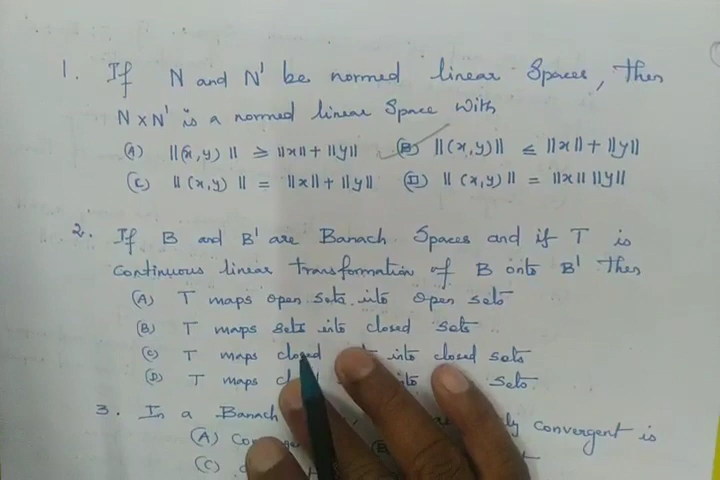 1. If N and N' be normed linear Spaces, then
N x N' is a normed linear Space with
(A) ||(x,y)|| ≥ ||x|| + ||y|| (B) ||(x,y)|| ≤ ||x|| + ||y||
(C) ||(x,y)|| = ||x|| + ||y|| (D) ||(x,y)|| = ||x|| ||y||
2. If B and B' are Banach Spaces and if T is
continuous linear transformation of B onto B' then
(A) T maps open sets into open sets
(B) T maps sets into closed sets
(C) T maps closed into closed sets
(D) T maps sets.
3. In a Banach convergent is
(A)
(C)